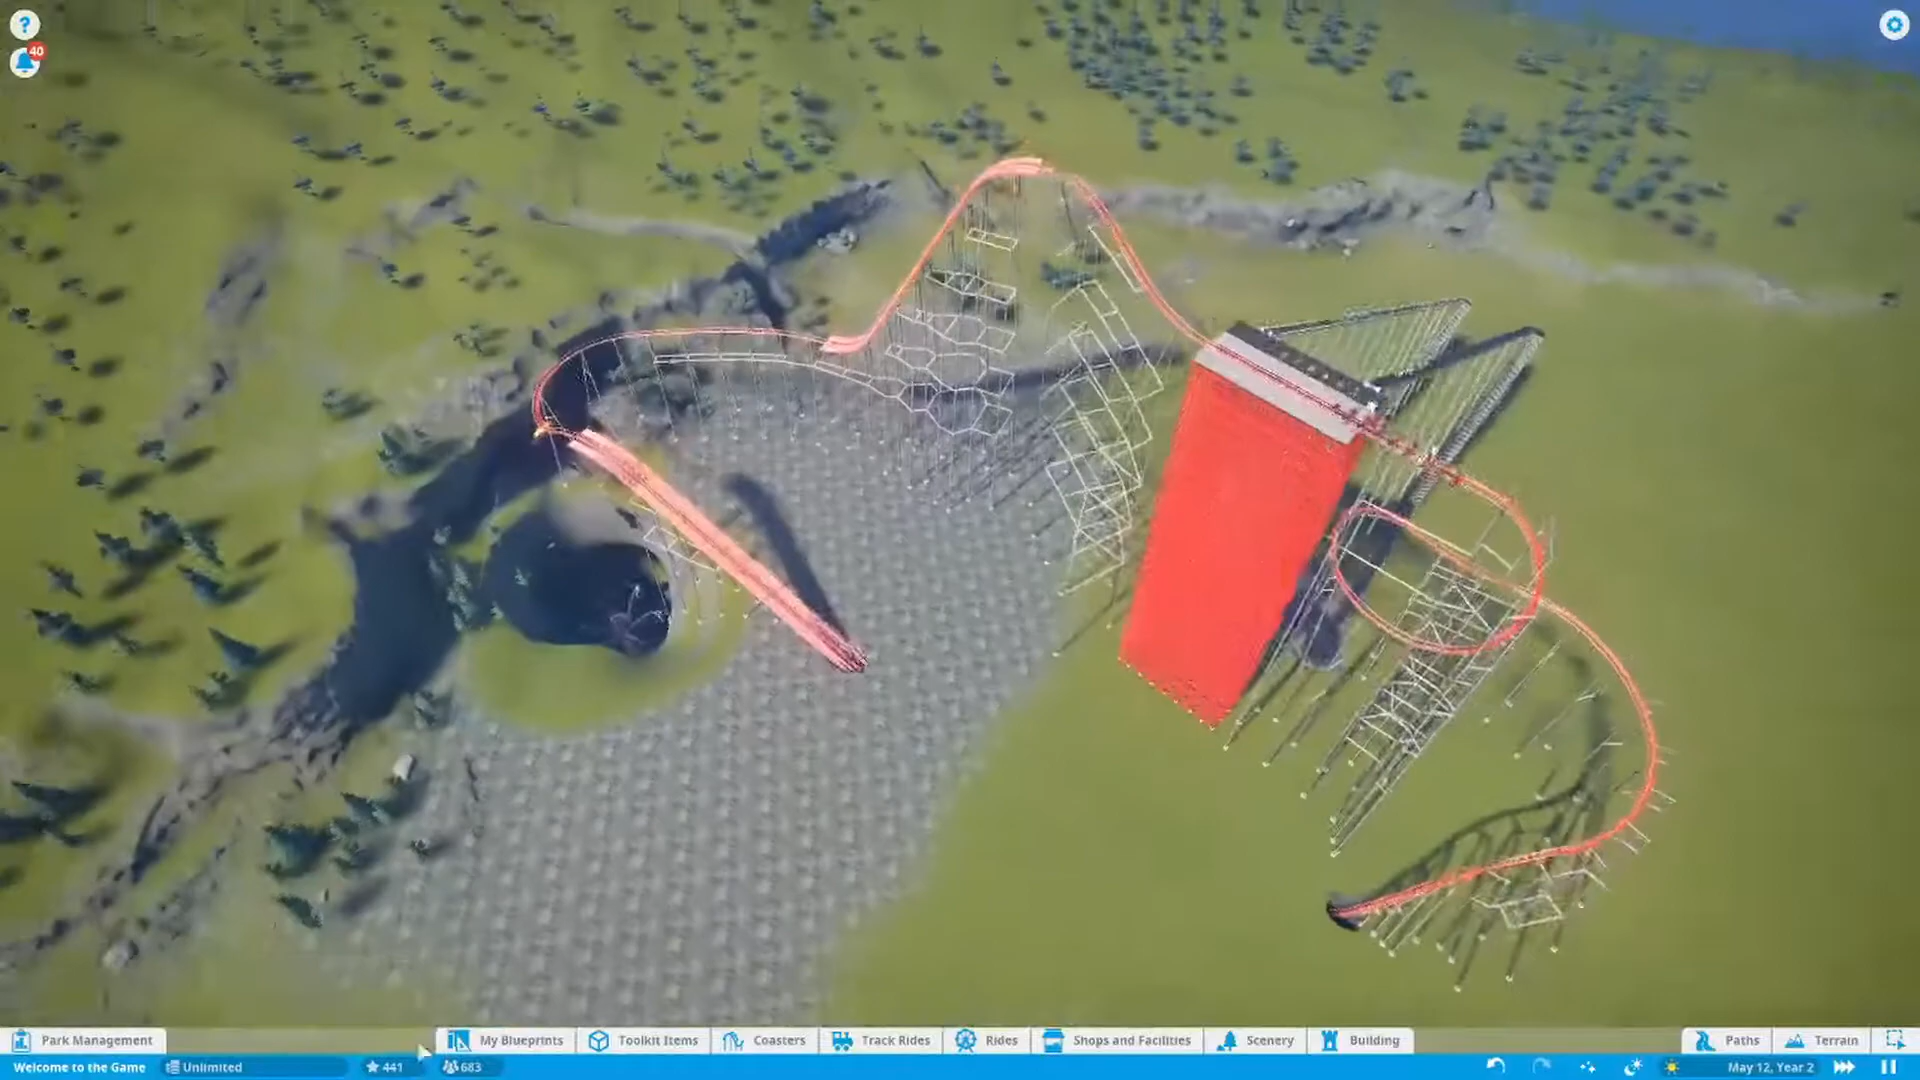 ?
40
Park Management
My Blueprints
Toolkit Items
Coasters
Track Rides
Rides
Shops and Facilities
Scenery
Building
Paths
Terrain
Welcome to the Game
Unlimited
441
683
May 12, Year 2